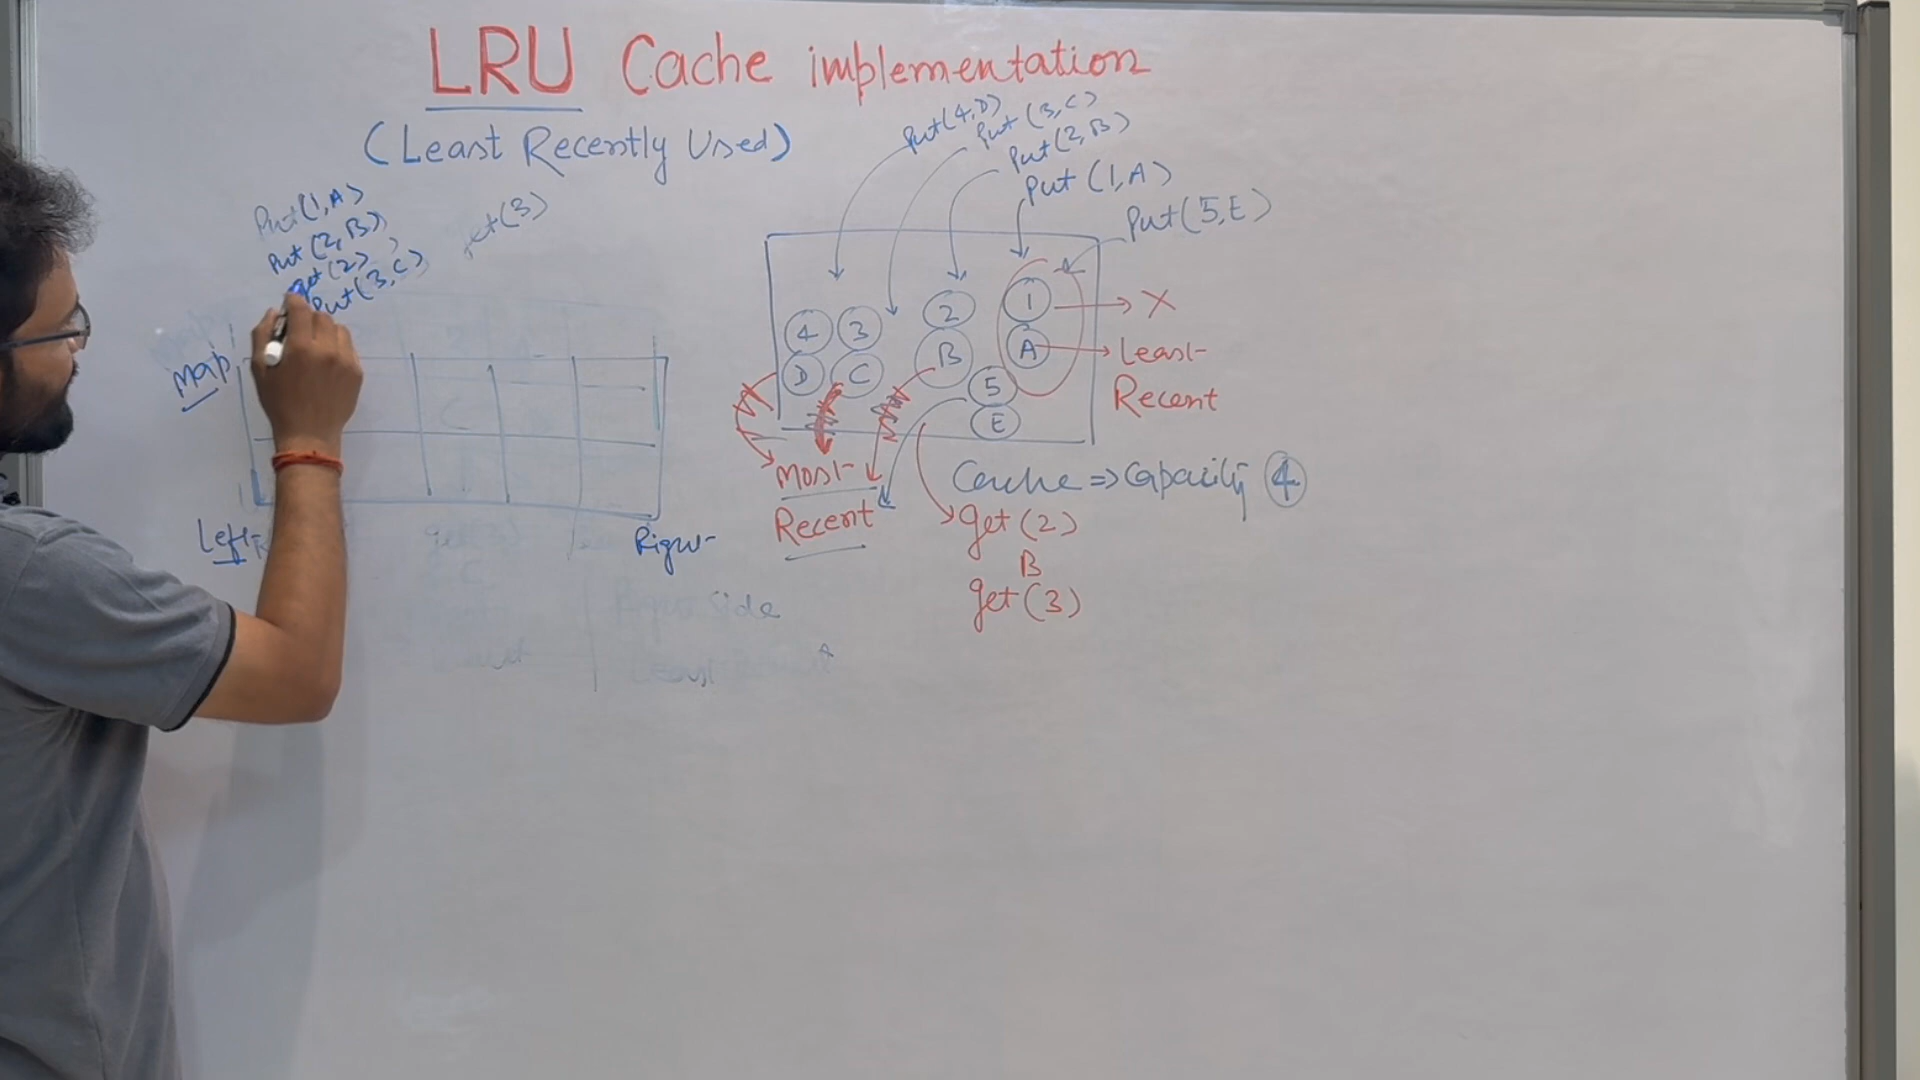 LRU Cache implementation
(Least Recently Used)
Put(4,D)
Put(3,C)
Put(2,B)
Put(1,A)
Put(5,E)
Put(1,A)
Put(2,B)
get(2)
Put(3,C)
get(3)
Map
Left
Right
Side
4 3 2 1
D C B A
5
E
X
Least-
Recent
Most-
Recent
Cache => Capacity 4
get(2)
B
get(3)